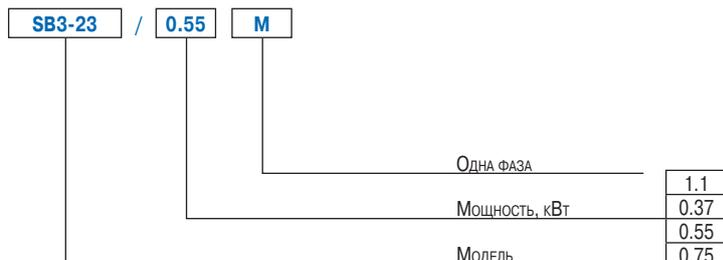 SB3-23 / 0.55 M
Одна фаза
1.1
Мощность, кВт 0.37
0.55
Модель 0.75